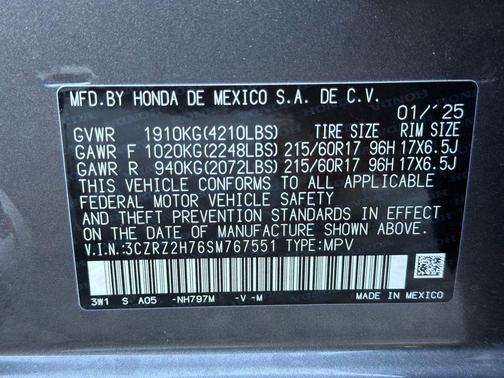 MFD.BY HONDA DE MEXICO S.A. DE C.V.
01/'25
GVWR 1910KG(4210LBS) TIRE SIZE RIM SIZE
GAWR F 1020KG(2248LBS) 215/60R17 96H 17X6.5J
GAWR R 940KG(2072LBS) 215/60R17 96H 17X6.5J
THIS VEHICLE CONFORMS TO ALL APPLICABLE
FEDERAL MOTOR VEHICLE SAFETY
AND THEFT PREVENTION STANDARDS IN EFFECT
ON THE DATE OF MANUFACTURE SHOWN ABOVE.
V.I.N.:3CZRZ2H76SM767551 TYPE:MPV
3W1 S A05 -NH797M -V -M MADE IN MEXICO